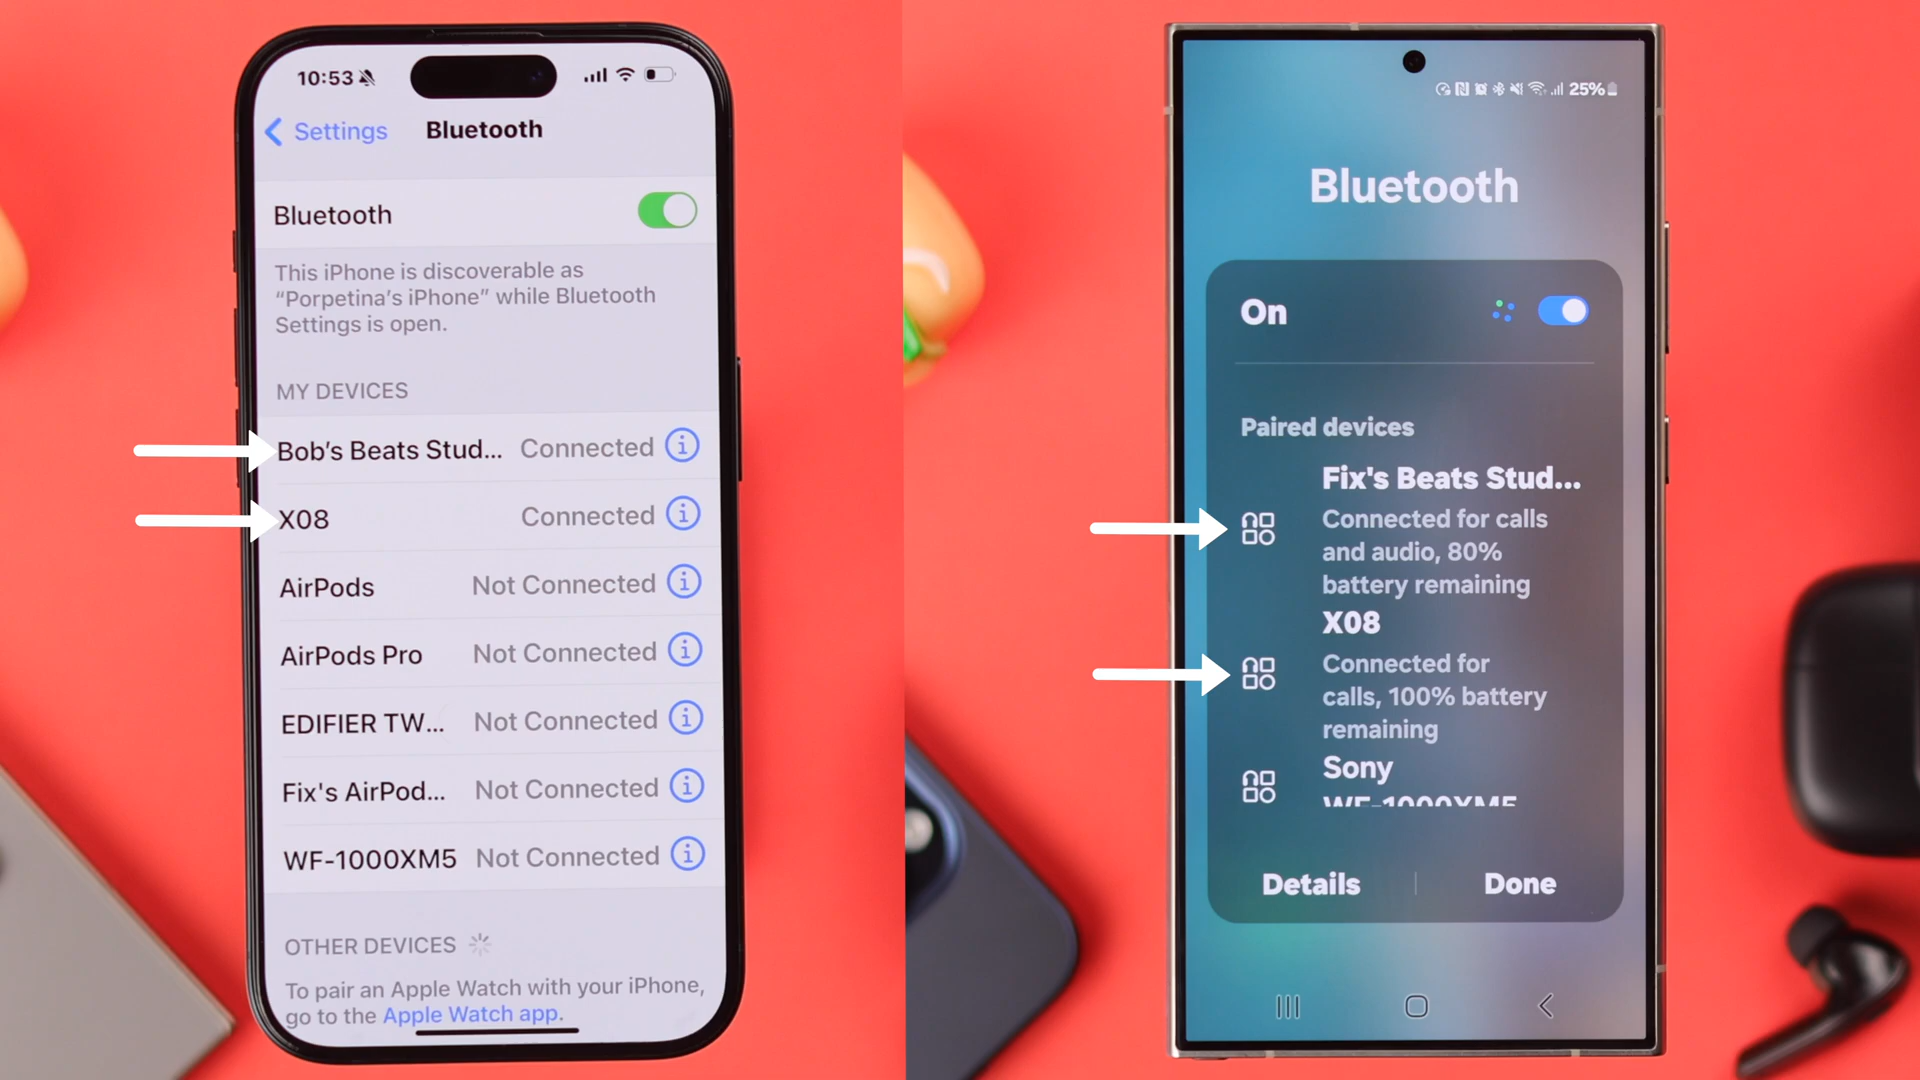 10:53
Settings
Bluetooth
Bluetooth
This iPhone is discoverable as
“Porpetina’s iPhone” while Bluetooth
Settings is open.
MY DEVICES
Bob’s Beats Stud... Connected
X08 Connected
AirPods Not Connected
AirPods Pro Not Connected
EDIFIER TW... Not Connected
Fix's AirPod... Not Connected
WF-1000XM5 Not Connected
OTHER DEVICES
To pair an Apple Watch with your iPhone,
go to the Apple Watch app.
25%
Bluetooth
On
Paired devices
Fix's Beats Stud...
Connected for calls
and audio, 80%
battery remaining
X08
Connected for
calls, 100% battery
remaining
Sony
WF-1000XM5
Details
Done